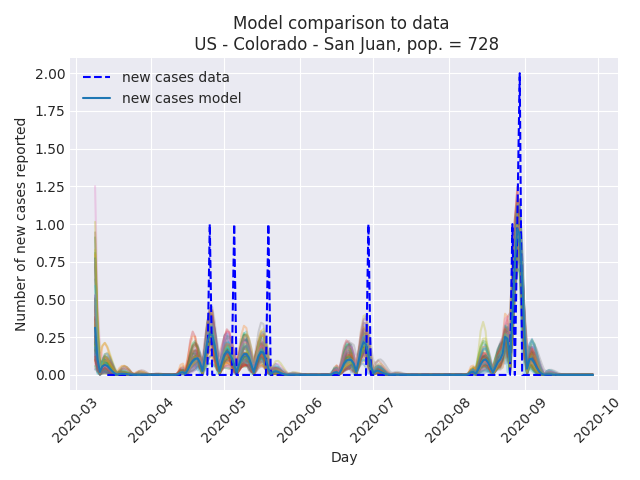 Model comparison to data
US - Colorado - San Juan, pop. = 728
new cases data
new cases model
Number of new cases reported
2.00
1.75
1.50
1.25
1.00
0.75
0.50
0.25
0.00
2020-03
2020-04
2020-05
2020-06
2020-07
2020-08
2020-09
2020-10
Day